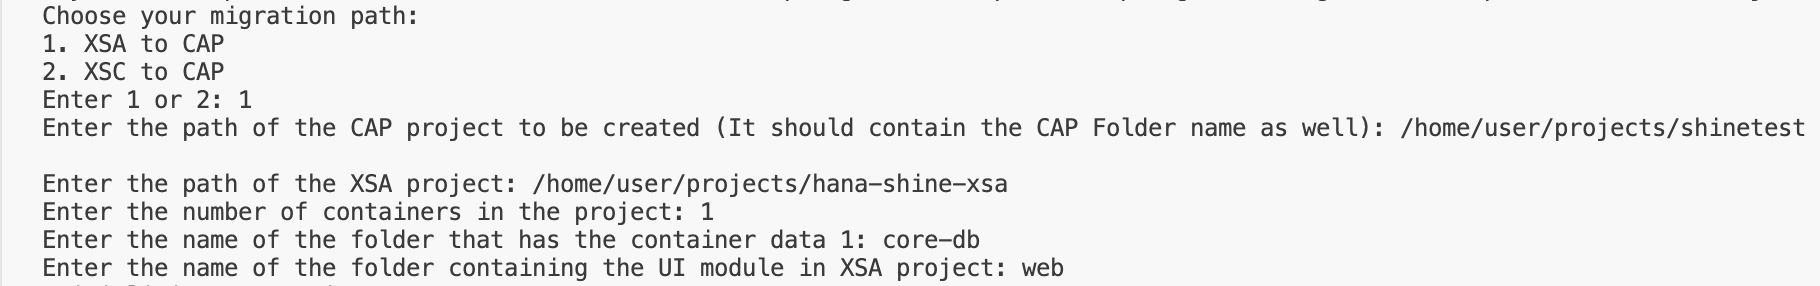 Choose your migration path:
1. XSA to CAP
2. XSC to CAP
Enter 1 or 2: 1
Enter the path of the CAP project to be created (It should contain the CAP Folder name as well): /home/user/projects/shinetest
Enter the path of the XSA project: /home/user/projects/hana-shine-xsa
Enter the number of containers in the project: 1
Enter the name of the folder that has the container data 1: core-db
Enter the name of the folder containing the UI module in XSA project: web